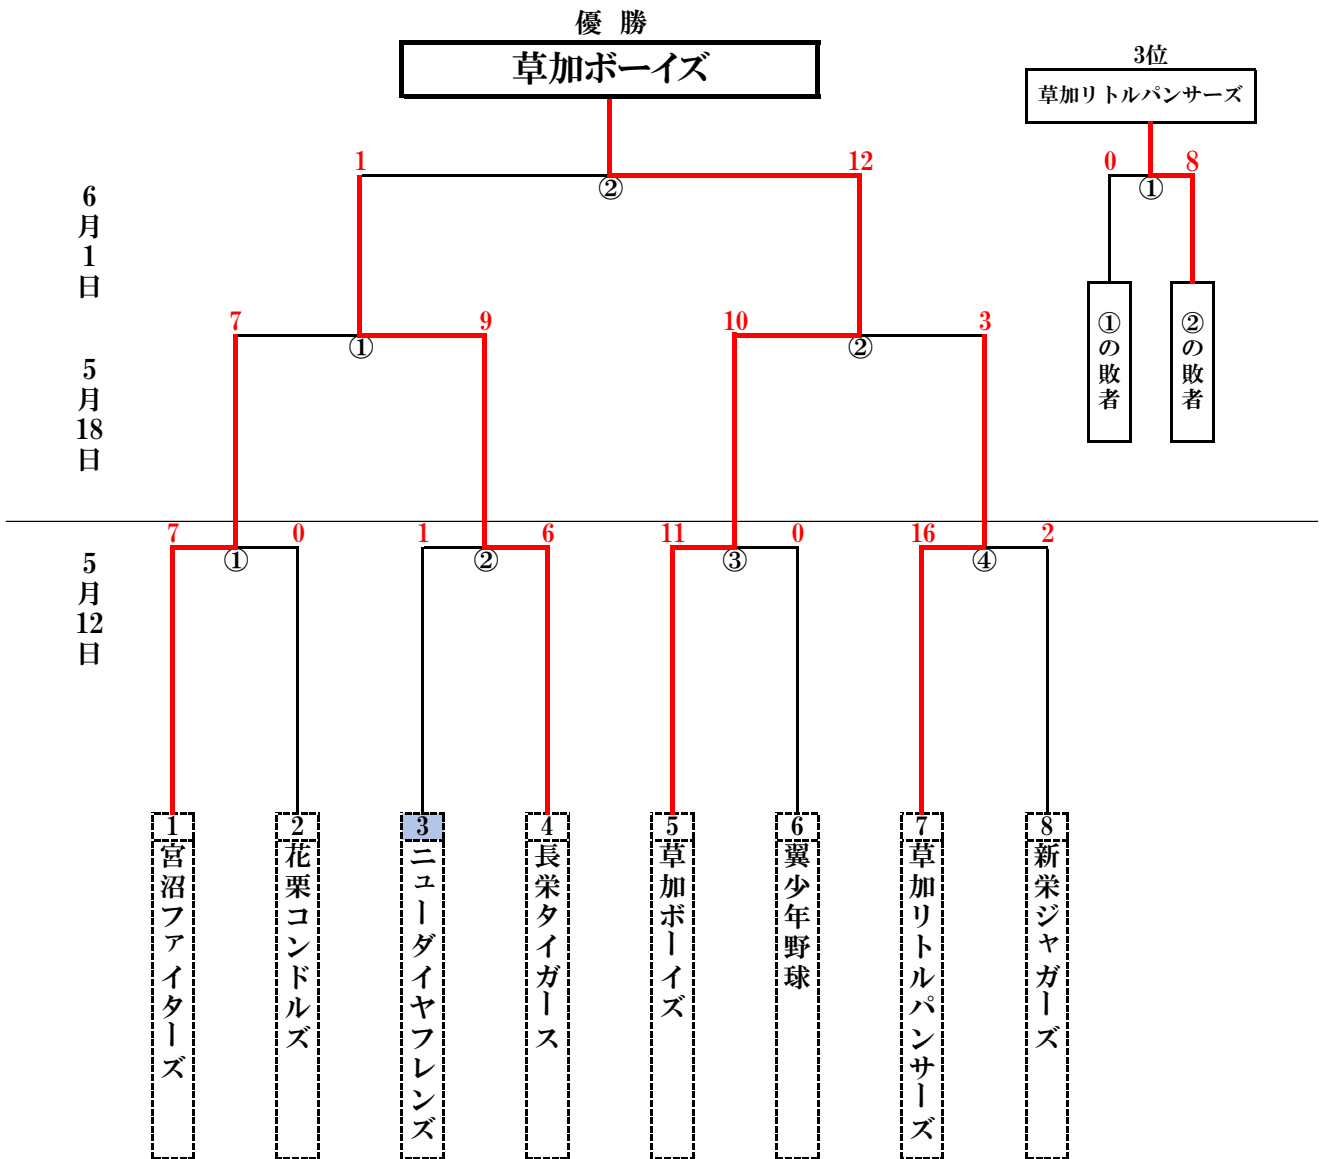 優 勝
草加ボーイズ
3位
草加リトルパンサーズ
1
12
②
0
8
①
6月1日
7
9
①
10
3
②
①の敗者
②の敗者
5月18日
7
0
①
1
6
②
11
0
③
16
2
④
5月12日
1
宮沼ファイターズ
2
花栗コンドルズ
3
ニューダイヤフレンズ
4
長栄タイガース
5
草加ボーイズ
6
翼少年野球
7
草加リトルパンサーズ
8
新栄ジャガーズ